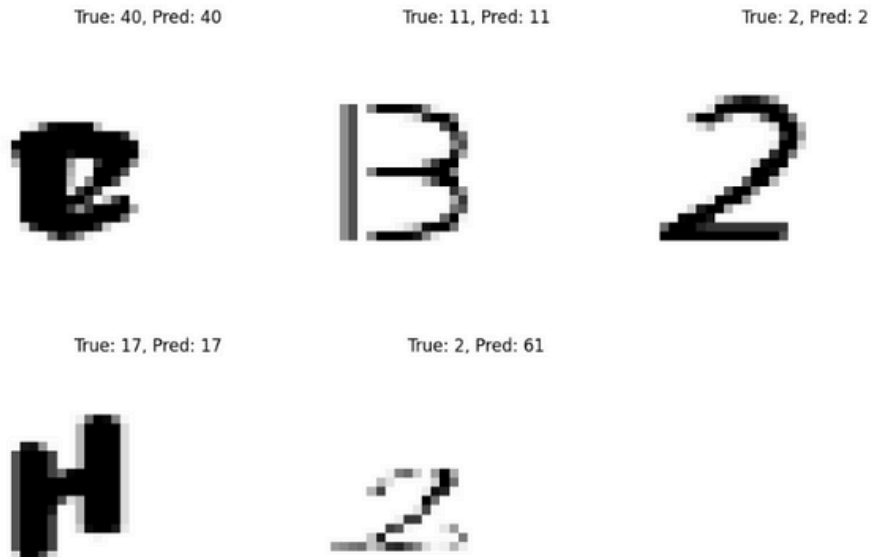 True: 40, Pred: 40
True: 11, Pred: 11
True: 2, Pred: 2
e
B
2
True: 17, Pred: 17
True: 2, Pred: 61
H
2